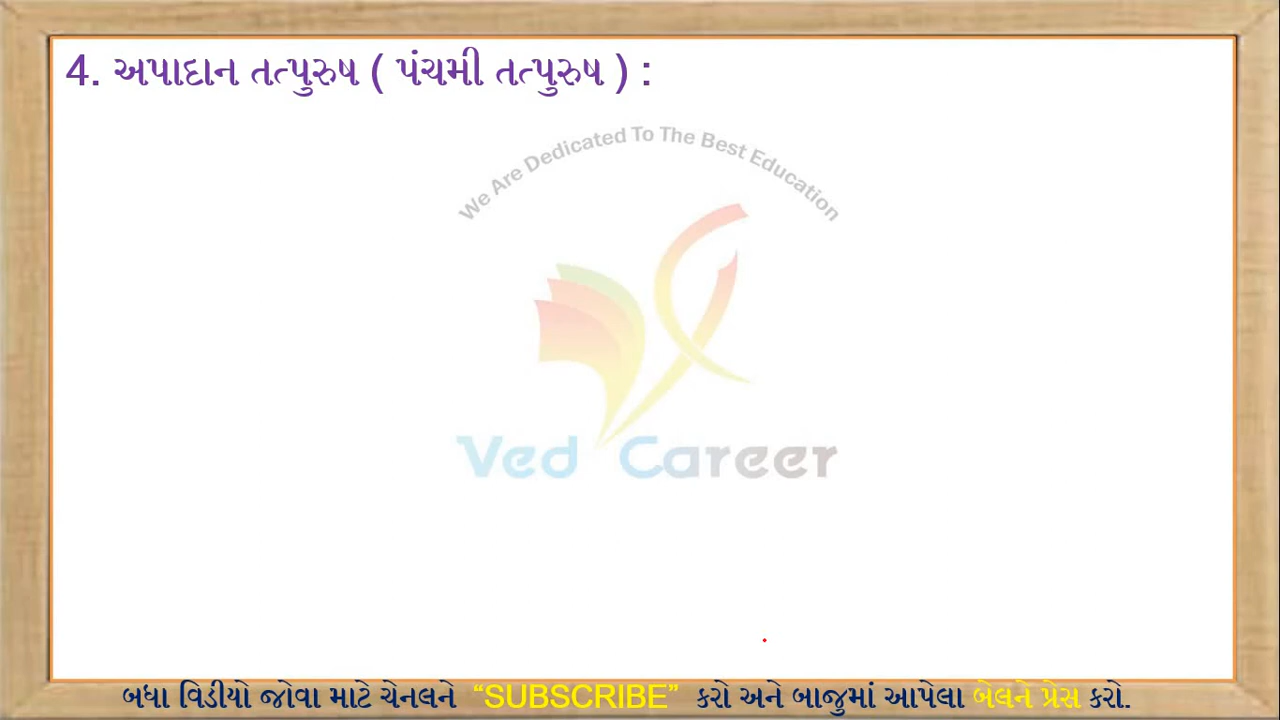 4. અપાદાન તત્પુરુષ ( પંચમી તત્પુરુષ ) :
We Are Dedicated To The Best Education
Ved Career
બધા વિડીયો જોવા માટે ચેનલને “SUBSCRIBE” કરો અને બાજુમાં આપેલા બેલને પ્રેસ કરો.